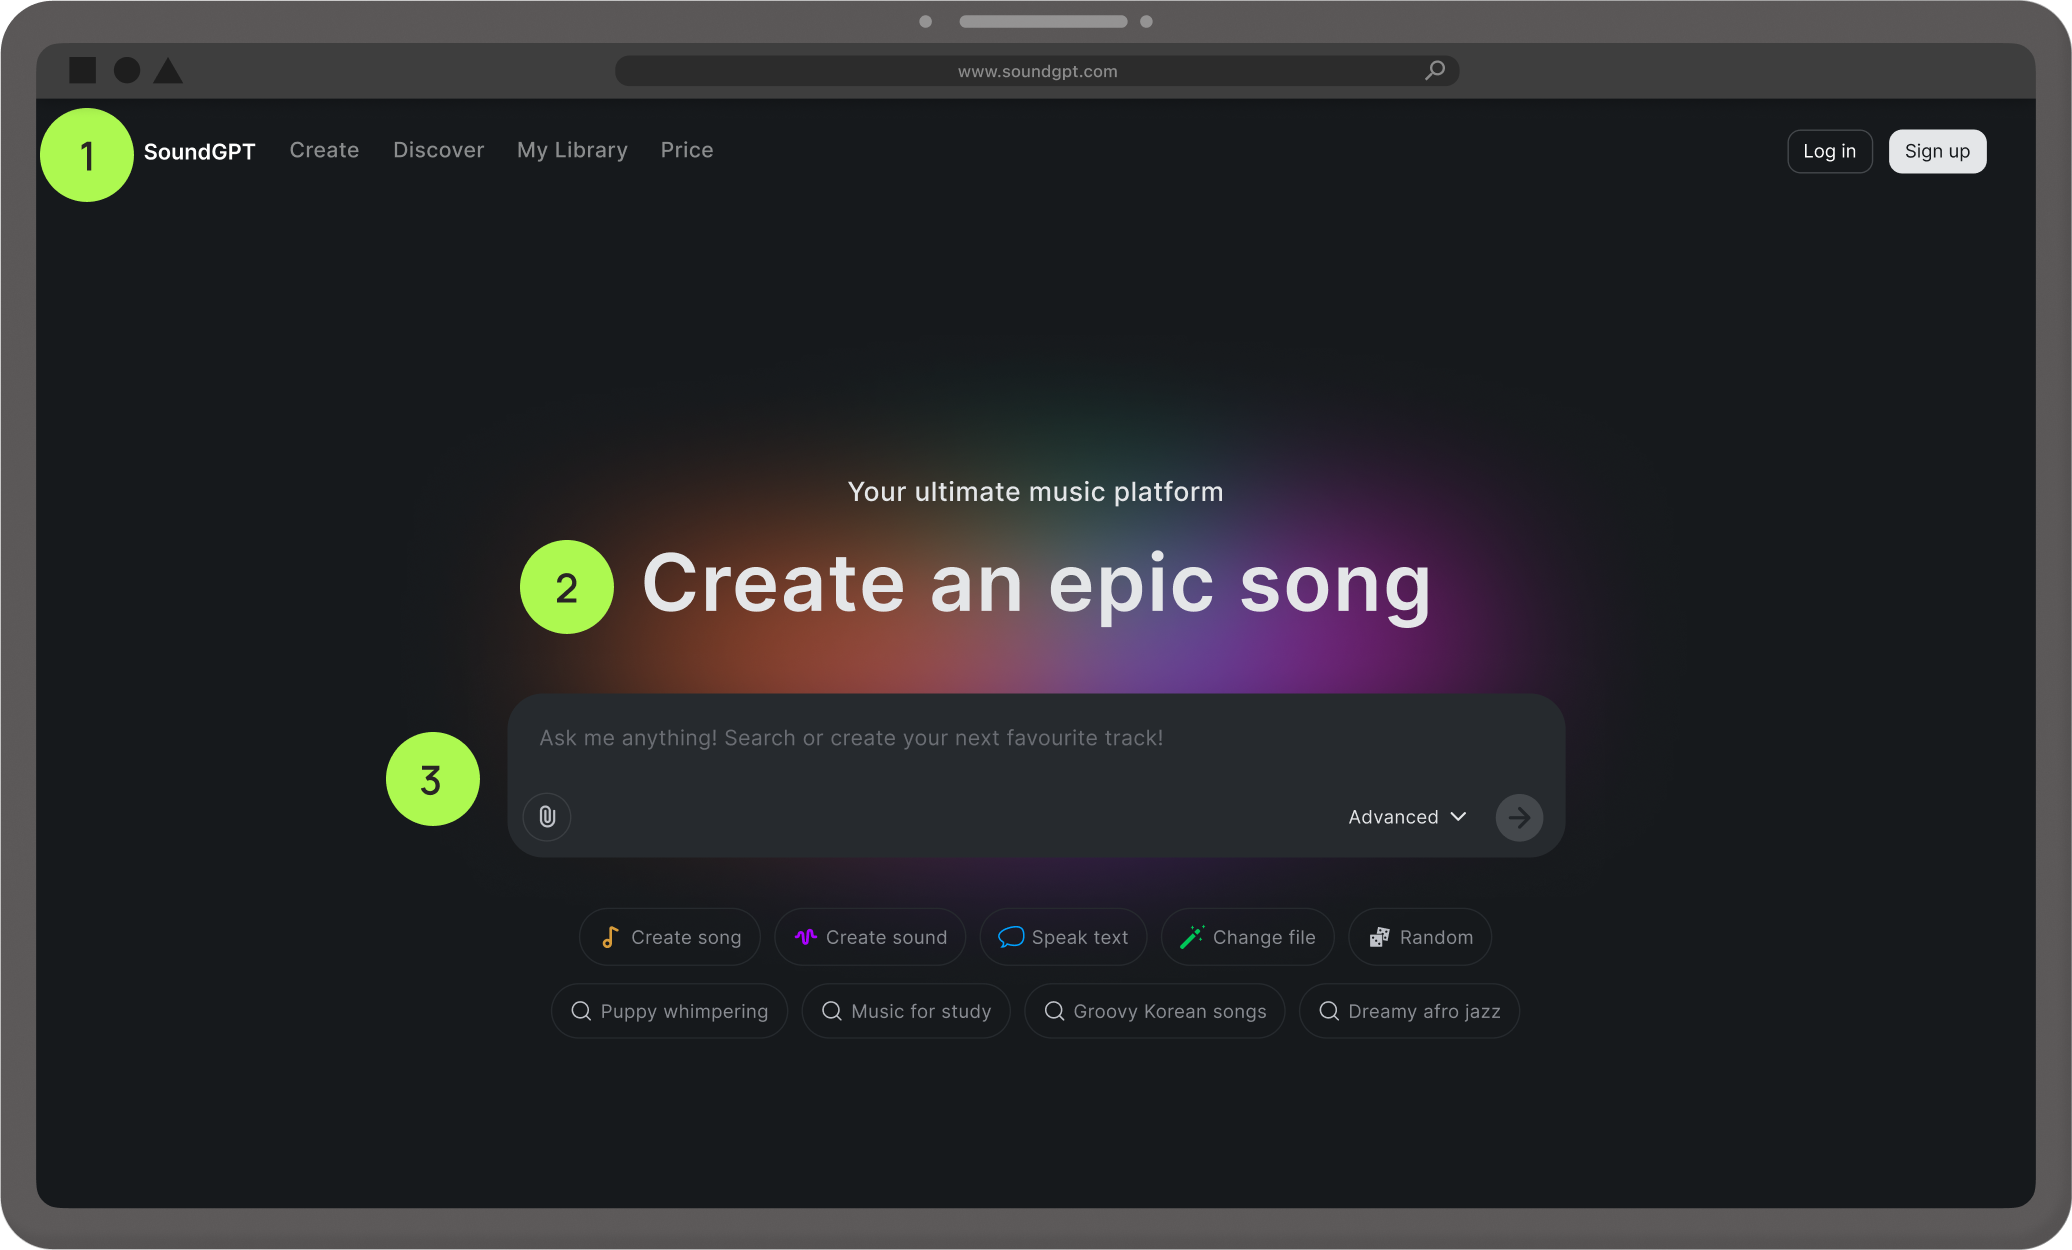 www.soundgpt.com
1 SoundGPT Create Discover My Library Price Log in Sign up
Your ultimate music platform
2 Create an epic song
Ask me anything! Search or create your next favourite track!
3
Advanced
Create song Create sound Speak text Change file Random
Puppy whimpering Music for study Groovy Korean songs Dreamy afro jazz